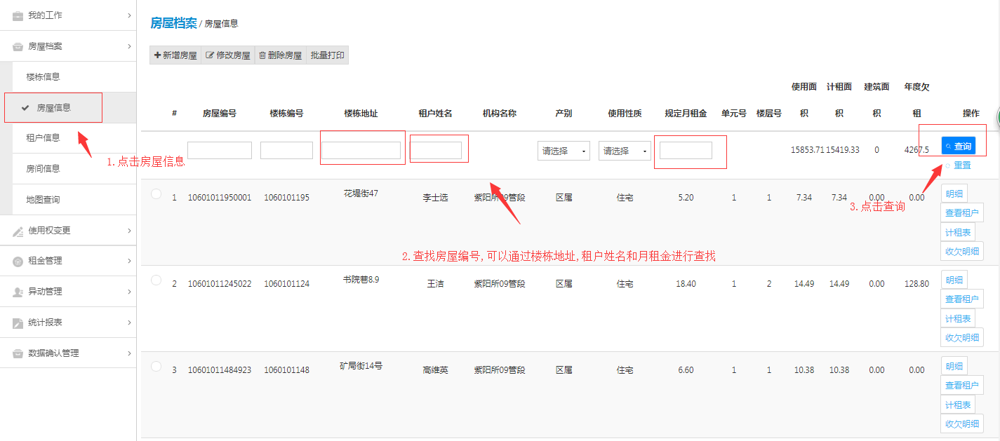 我的工作
房屋档案
楼栋信息
房屋信息
租户信息
房间信息
地图查询
使用权变更
租金管理
异动管理
统计报表
数据确认管理
房屋档案 / 房屋信息
新增房屋 修改房屋 删除房屋 批量打印
# 房屋编号 楼栋编号 楼栋地址 租户姓名 机构名称 产别 使用性质 规定月租金 单元号 楼层号 使用面积 计租面积 建筑面积 年度欠租 操作
请选择 请选择 15853.71 15419.33 0 4267.5 查询
重置
1.点击房屋信息
1 10601011950001 1060101195 花堤街47 李士选 紫阳所09管段 区属 住宅 5.20 1 1 7.34 7.34 0.00 0.00 明细
查看租户
计租表
收欠明细
3.点击查询
2.查找房屋编号,可以通过楼栋地址,租户姓名和月租金进行查找
2 10601011245022 1060101124 书院巷8.9 王洁 紫阳所09管段 区属 住宅 18.40 1 2 14.49 14.49 0.00 128.80 明细
查看租户
计租表
收欠明细
3 10601011484923 1060101148 矿局街14号 高维英 紫阳所09管段 区属 住宅 6.60 1 1 10.38 10.38 0.00 0.00 明细
查看租户
计租表
收欠明细